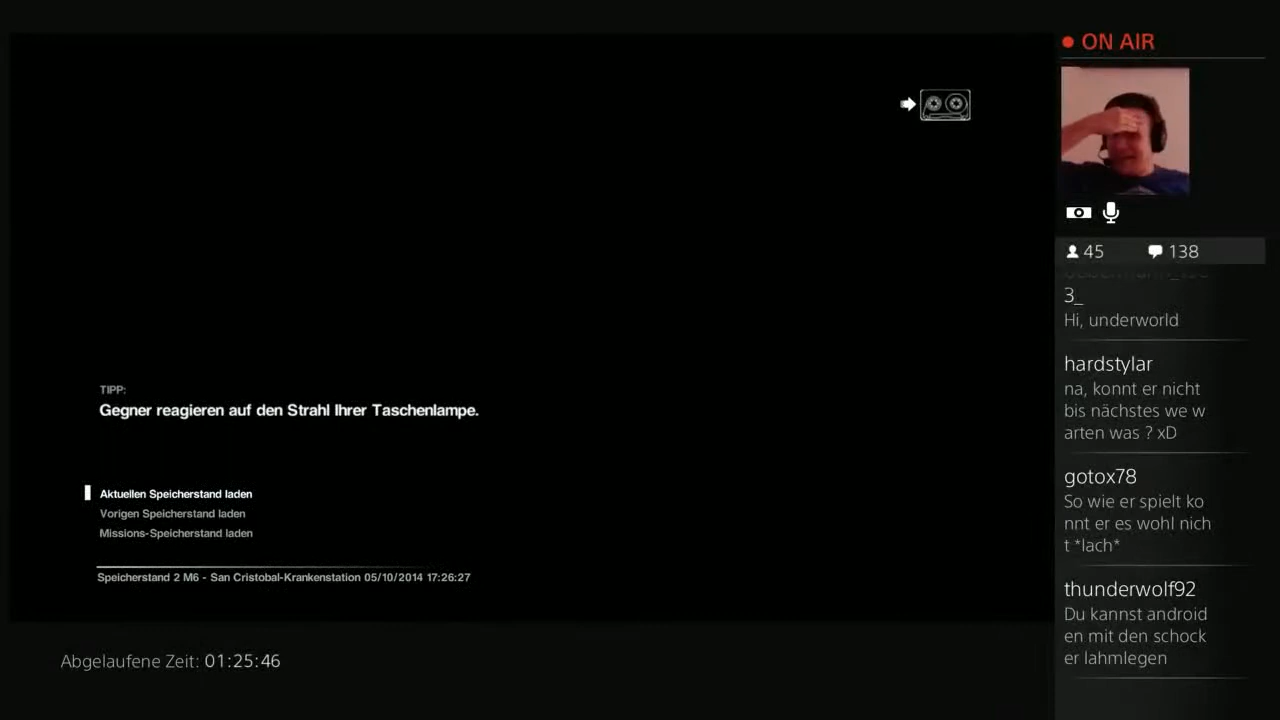 ON AIR
45 138
3_
Hi, underworld
hardstylar
na, konnt er nicht
bis nächstes we w
arten was ? xD
gotox78
So wie er spielt ko
nnt er es wohl nich
t *lach*
thunderwolf92
Du kannst android
en mit den schock
er lahmlegen
TIPP:
Gegner reagieren auf den Strahl Ihrer Taschenlampe.
Aktuellen Speicherstand laden
Vorigen Speicherstand laden
Missions-Speicherstand laden
Speicherstand 2 M6 - San Cristobal-Krankenstation 05/10/2014 17:26:27
Abgelaufene Zeit: 01:25:46